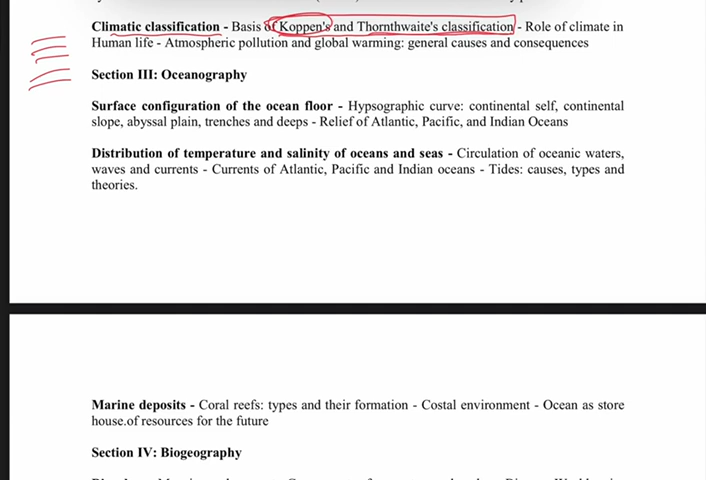 Climatic classification - Basis of Koppen's and Thornthwaite's classification - Role of climate in
Human life - Atmospheric pollution and global warming: general causes and consequences
Section III: Oceanography
Surface configuration of the ocean floor - Hypsographic curve: continental self, continental
slope, abyssal plain, trenches and deeps - Relief of Atlantic, Pacific, and Indian Oceans
Distribution of temperature and salinity of oceans and seas - Circulation of oceanic waters,
waves and currents - Currents of Atlantic, Pacific and Indian oceans - Tides: causes, types and
theories.
Marine deposits - Coral reefs: types and their formation - Costal environment - Ocean as store
house.of resources for the future
Section IV: Biogeography